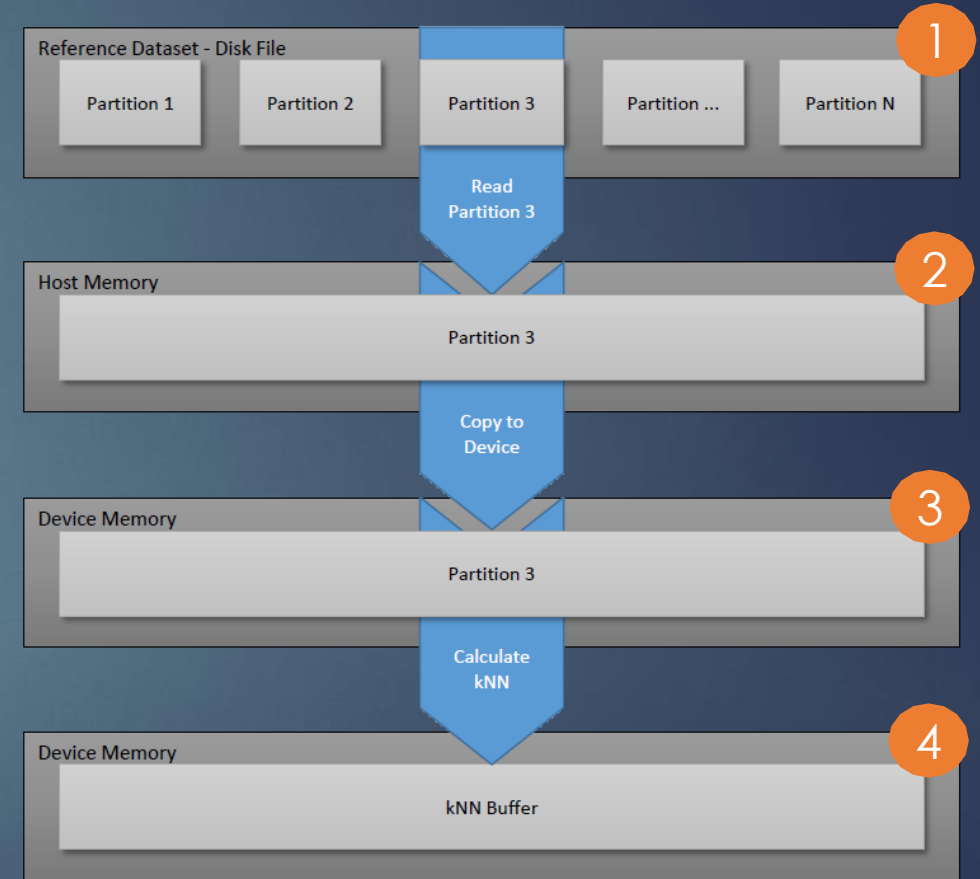 1
Reference Dataset - Disk File
Partition 1
Partition 2
Partition 3
Partition ...
Partition N
Read
Partition 3
2
Host Memory
Partition 3
Copy to
Device
3
Device Memory
Partition 3
Calculate
kNN
4
Device Memory
kNN Buffer